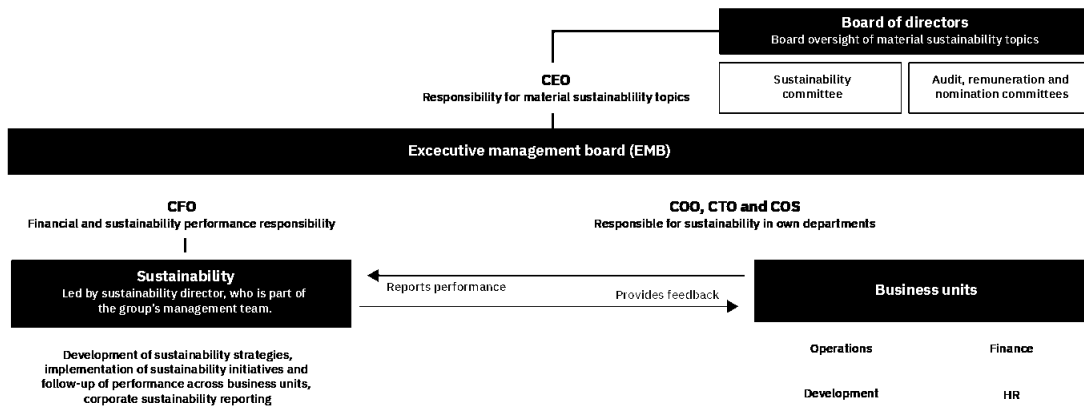 Board of directors
Board oversight of material sustainability topics
Sustainability
committee
Audit, remuneration and
nomination committees
CEO
Responsibility for material sustainablility topics
Excecutive management board (EMB)
CFO
Financial and sustainability performance responsibility
COO, CTO and COS
Responsible for sustainability in own departments
Sustainability
Led by sustainability director, who is part of
the group's management team.
Reports performance
Provides feedback
Business units
Development of sustainability strategies,
implementation of sustainability initiatives and
follow-up of performance across business units,
corporate sustainability reporting
Operations
Finance
Development
HR